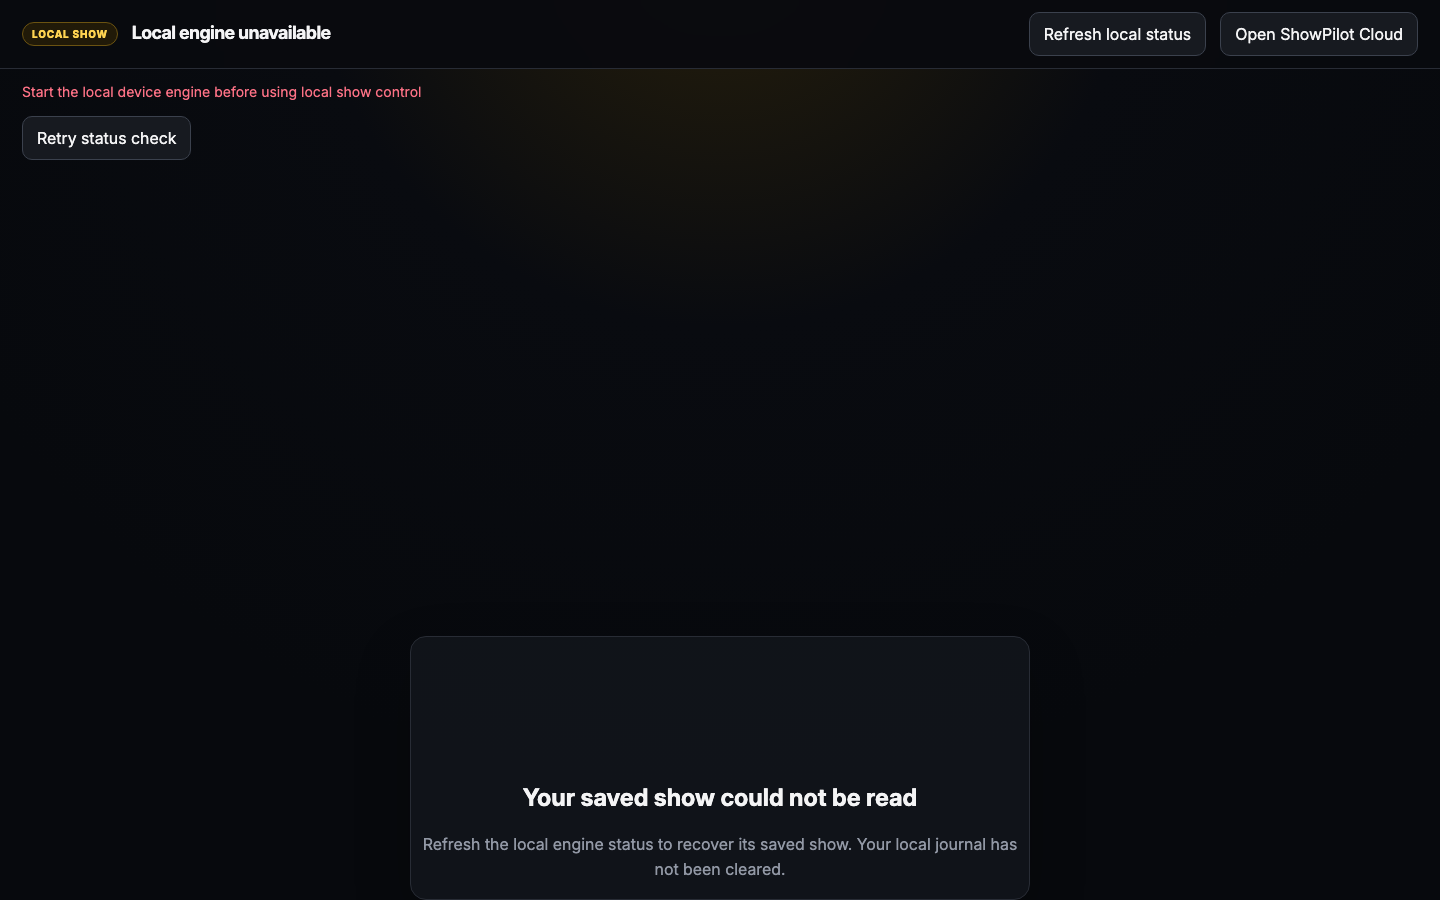 LOCAL SHOW
Local engine unavailable
Refresh local status
Open ShowPilot Cloud
Start the local device engine before using local show control
Retry status check
Your saved show could not be read
Refresh the local engine status to recover its saved show. Your local journal has
not been cleared.